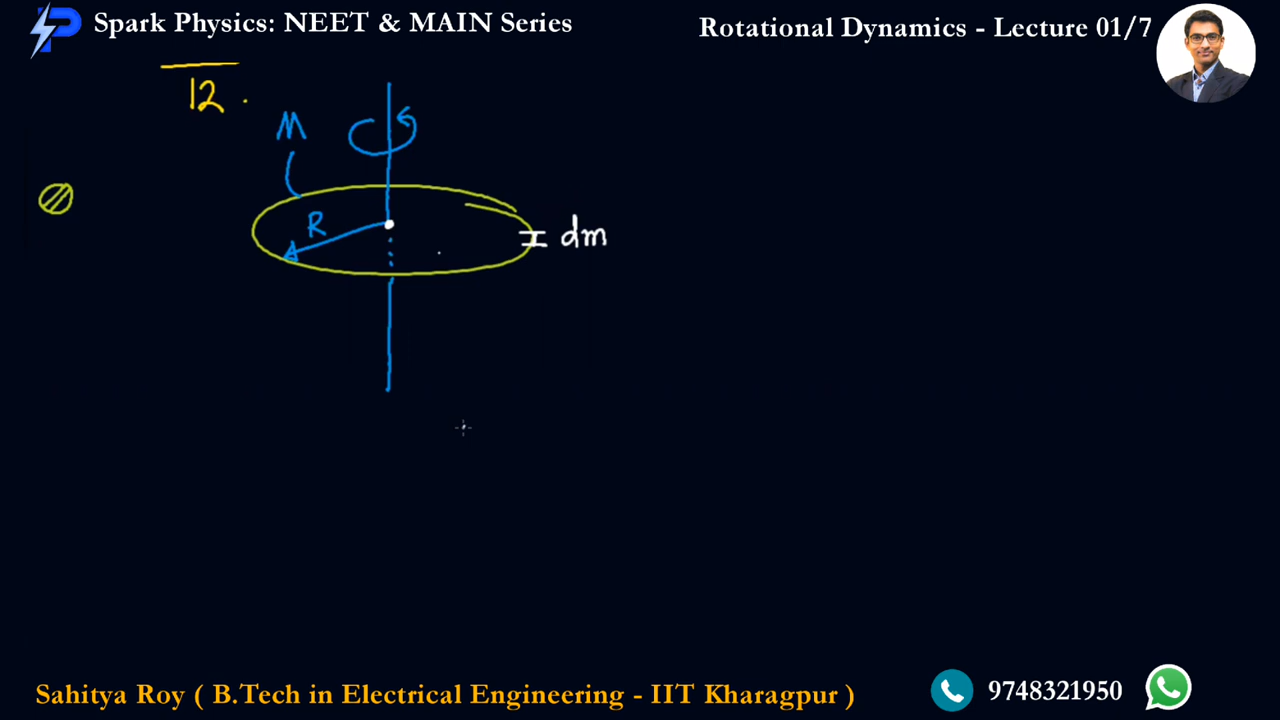 Spark Physics: NEET & MAIN Series
Rotational Dynamics - Lecture 01/7
12.
M
R
dm
Sahitya Roy ( B.Tech in Electrical Engineering - IIT Kharagpur )
9748321950